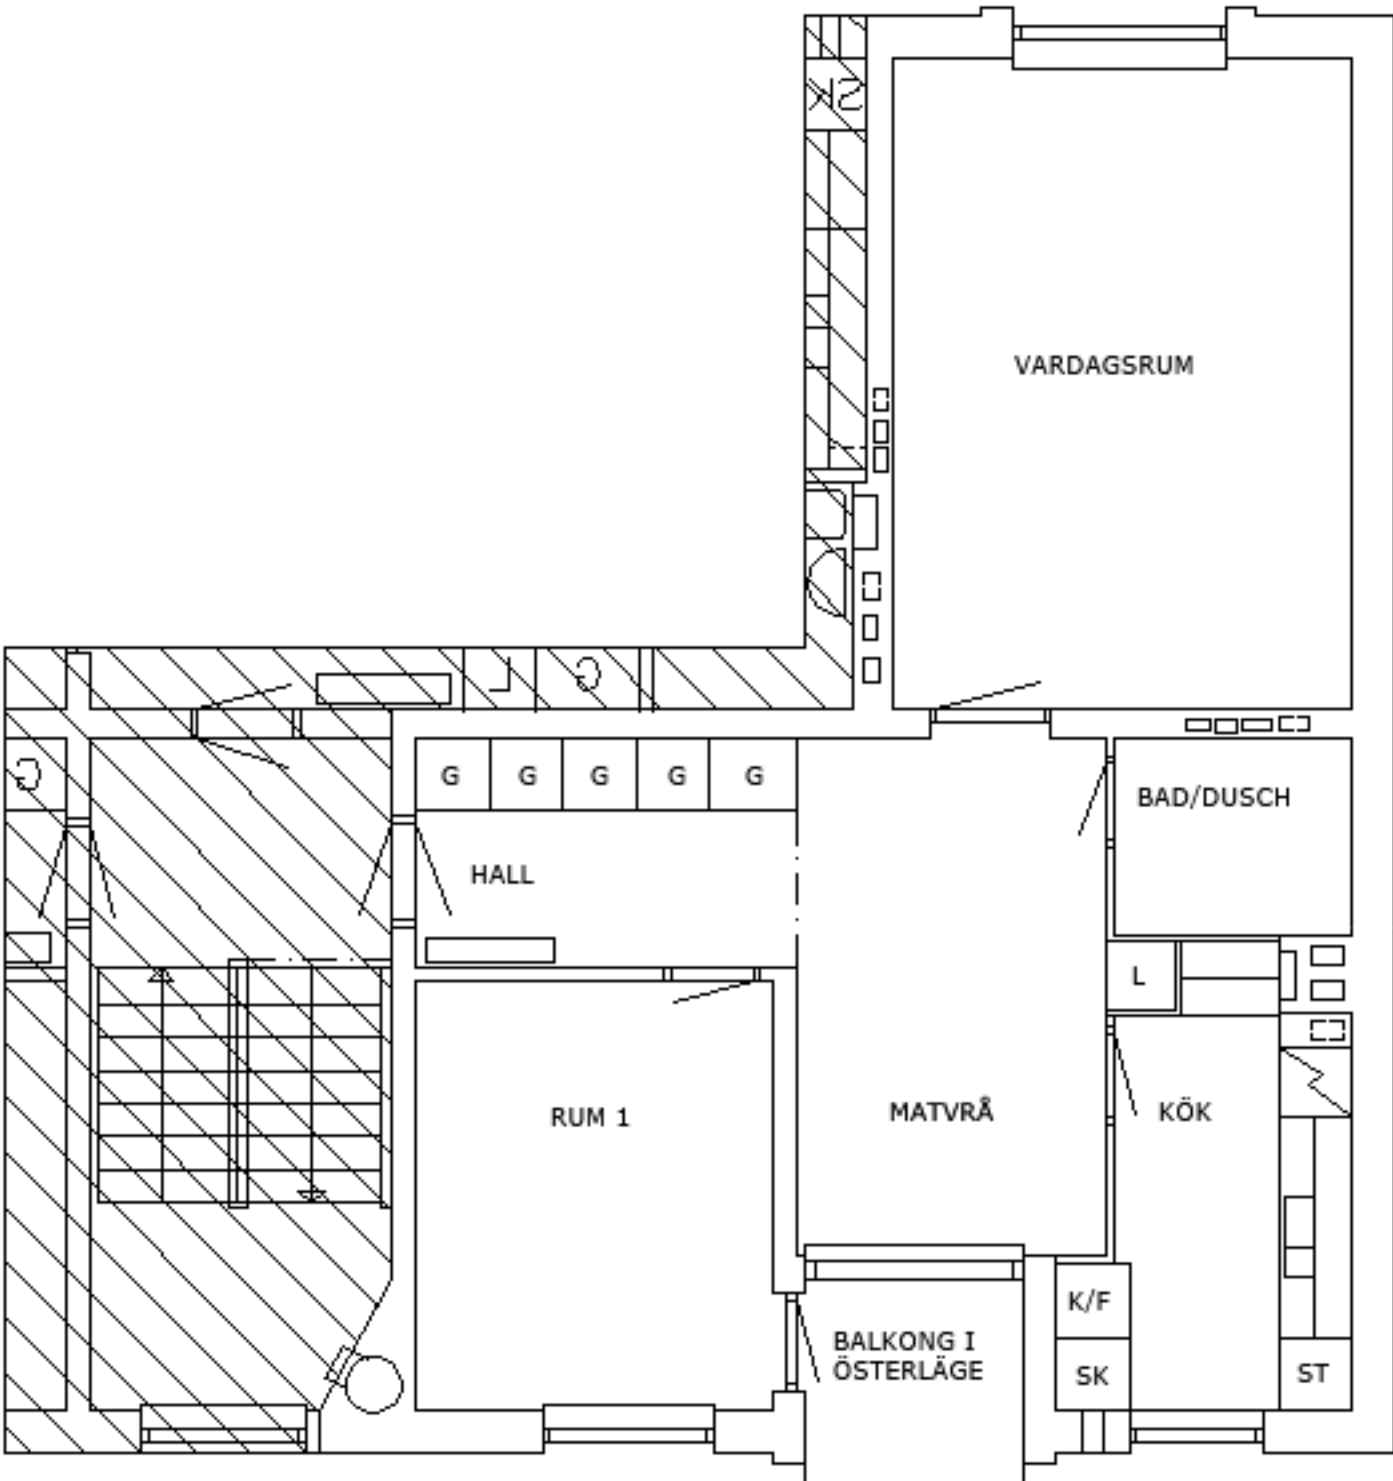 SK
VARDAGSRUM
L
G
G
G
G
G
G
G
BAD/DUSCH
HALL
L
RUM 1
MATVRÅ
KÖK
K/F
BALKONG I
ÖSTERLÄGE
SK
ST